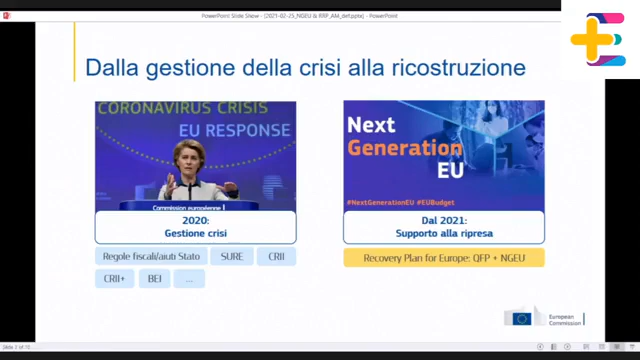 PowerPoint Slide Show - [2021-02-25_NGEU & RRP_AM_def.pptx] - PowerPoint
Dalla gestione della crisi alla ricostruzione
CORONAVIRUS CRISIS
EU RESPONSE
Commission européenne
2020:
Gestione crisi
Regole fiscali/aiuti Stato
SURE
CRII
CRII+
BEI
...
Next
Generation
EU
#NextGenerationEU #EUBudget
Dal 2021:
Supporto alla ripresa
Recovery Plan for Europe: QFP + NGEU
European
Commission